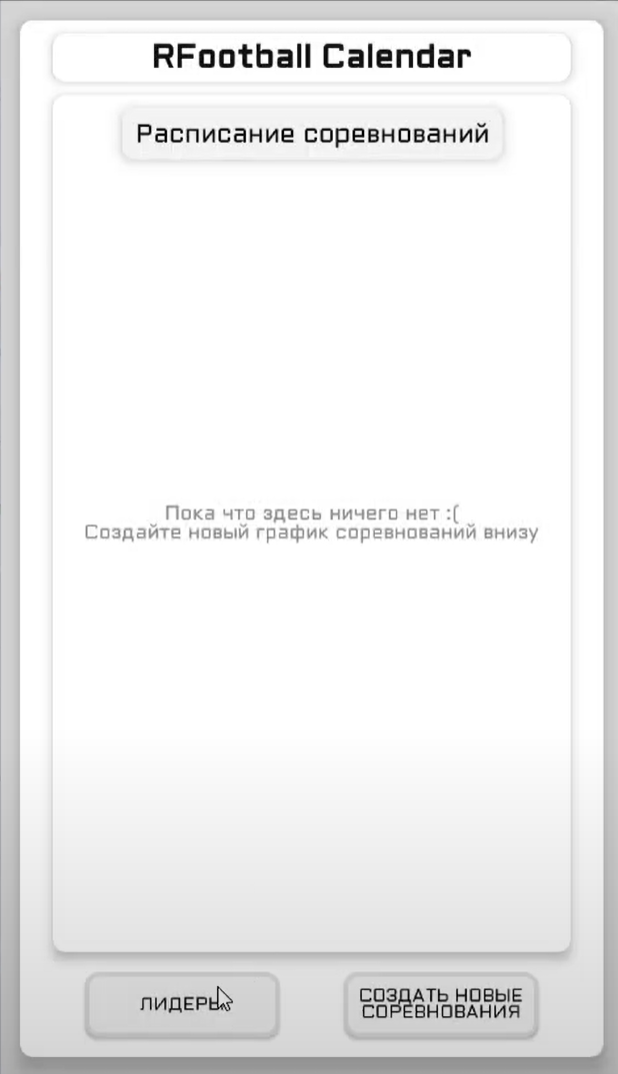 RFootball Calendar
Расписание соревнований
Пока что здесь ничего нет :(
Создайте новый график соревнований внизу
ЛИДЕРЫ
СОЗДАТЬ НОВЫЕ
СОРЕВНОВАНИЯ